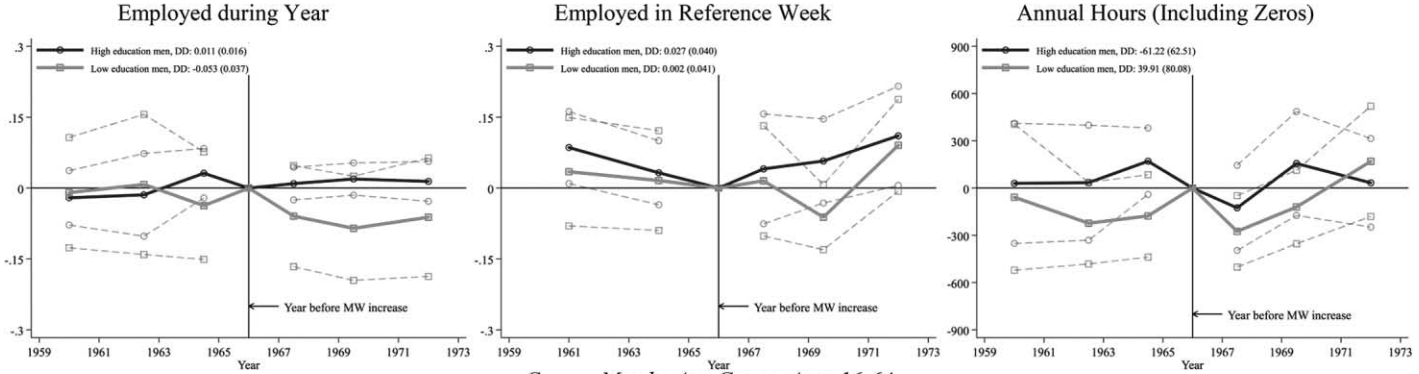 Employed during Year
.3
.15
0
-.15
-.3
High education men, DD: 0.011 (0.016)
Low education men, DD: -0.053 (0.037)
Year before MW increase
1959 1961 1963 1965 1967 1969 1971 1973
Year
Employed in Reference Week
.3
.15
0
-.15
-.3
High education men, DD: 0.027 (0.040)
Low education men, DD: 0.002 (0.041)
Year before MW increase
1959 1961 1963 1965 1967 1969 1971 1973
Year
Annual Hours (Including Zeros)
900
600
300
0
-300
-600
-900
High education men, DD: -61.22 (62.51)
Low education men, DD: 39.91 (80.08)
Year before MW increase
1959 1961 1963 1965 1967 1969 1971 1973
Year